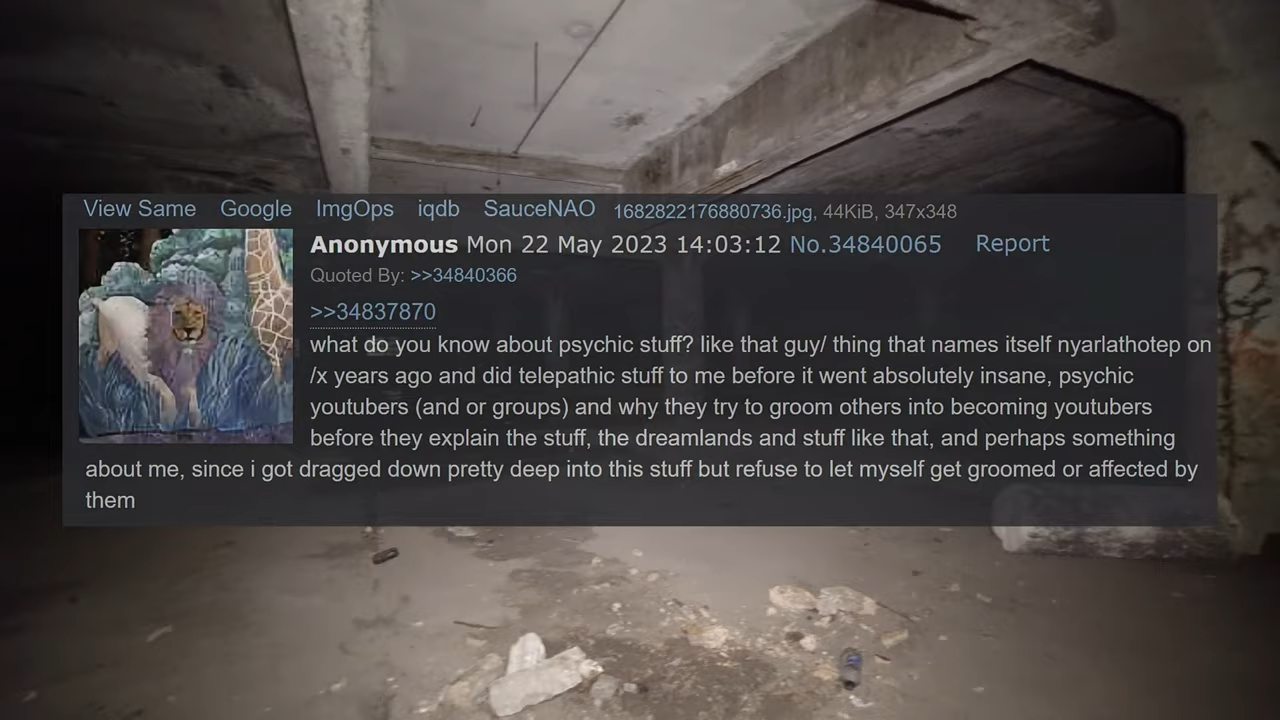 View Same Google ImgOps iqdb SauceNAO 1682822176880736.jpg, 44KiB, 347x348
Anonymous Mon 22 May 2023 14:03:12 No.34840065 Report
Quoted By: >>34840366
>>34837870
what do you know about psychic stuff? like that guy/ thing that names itself nyarlathotep on
/x years ago and did telepathic stuff to me before it went absolutely insane, psychic
youtubers (and or groups) and why they try to groom others into becoming youtubers
before they explain the stuff, the dreamlands and stuff like that, and perhaps something
about me, since i got dragged down pretty deep into this stuff but refuse to let myself get groomed or affected by
them